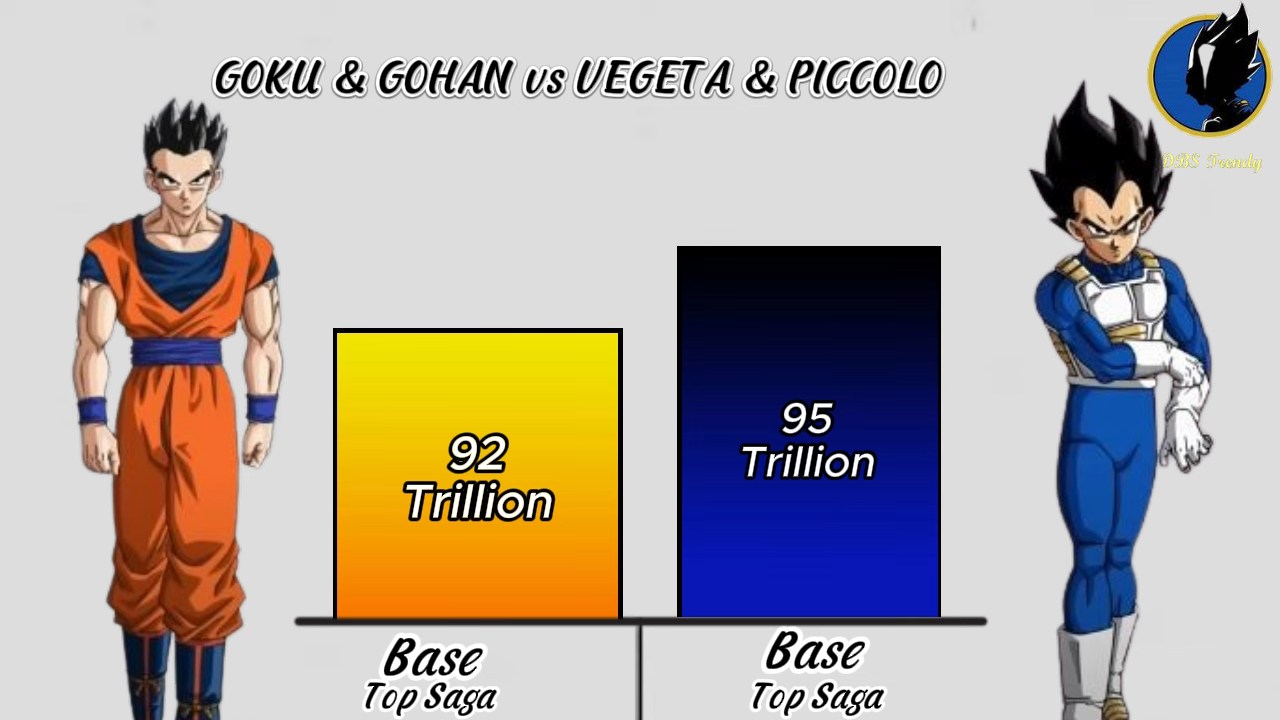 GOKU & GOHAN vs VEGETA & PICCOLO
DBS Trendy
92
Trillion
95
Trillion
Base
Top Saga
Base
Top Saga